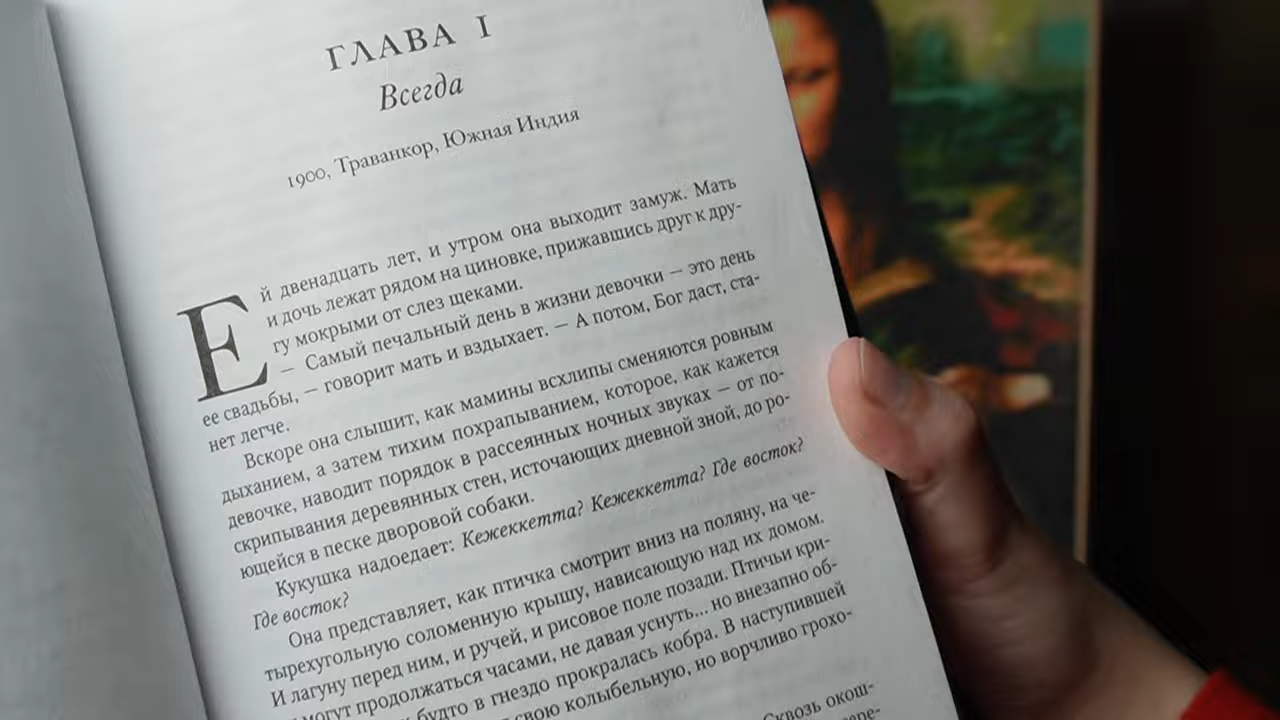 ГЛАВА I
Всегда
1900, Траванкор, Южная Индия
Ей двенадцать лет, и утром она выходит замуж. Мать
и дочь лежат рядом на циновке, прижавшись друг к дру-
гу мокрыми от слез щеками.
— Самый печальный день в жизни девочки — это день
ее свадьбы, — говорит мать и вздыхает. — А потом, Бог даст, ста-
нет легче.
Вскоре она слышит, как мамины всхлипы сменяются ровным
дыханием, а затем тихим похрапыванием, которое, как кажется
девочке, наводит порядок в рассеянных ночных звуках — от по-
скрипывания деревянных стен, источающих дневной зной, до ро-
ющейся в песке дворовой собаки.
Кукушка надоедает: Кежеккетта? Кежеккетта? Где восток?
Где восток?
Она представляет, как птичка смотрит вниз на поляну, на че-
тырехугольную соломенную крышу, нависающую над их домом.
И лагуну перед ним, и ручей, и рисовое поле позади. Птичьи кри-
могут продолжаться часами, не давая уснуть... но внезапно об-
будто в гнездо прокралась кобра. В наступившей
свою колыбельную, но ворчливо грохо-
Сквозь окош-